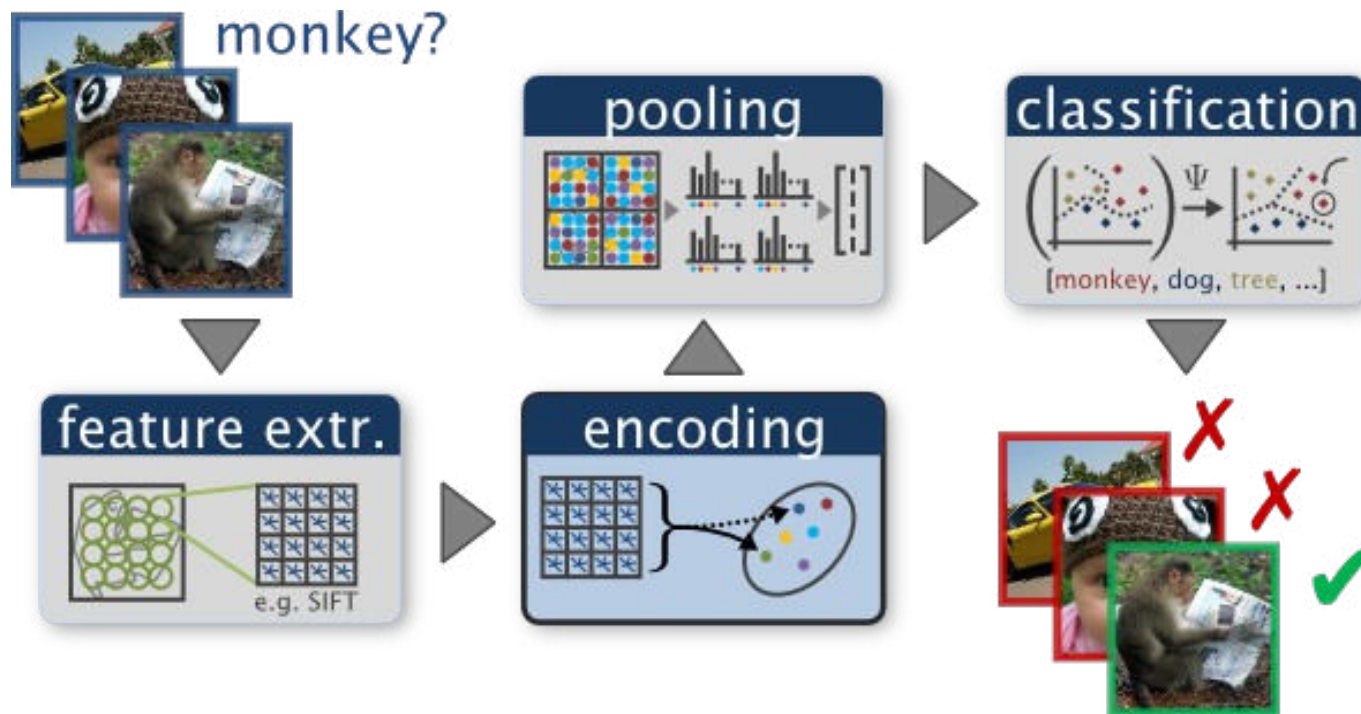 monkey?
feature extr.
e.g. SIFT
encoding
pooling
classification
Ψ
[monkey, dog, tree, ...]